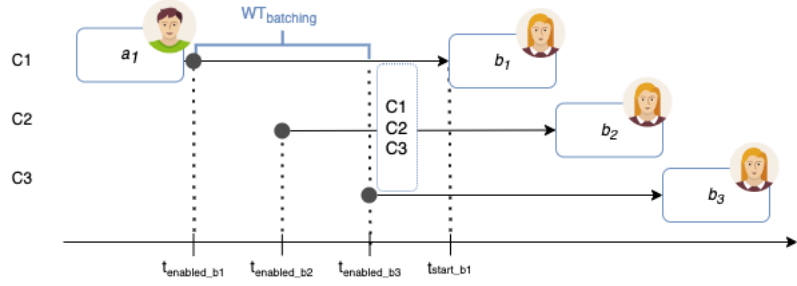 WTbatching
C1
a1
b1
C1
C2
C3
C2
b2
C3
b3
tenabled_b1
tenabled_b2
tenabled_b3
tstart_b1